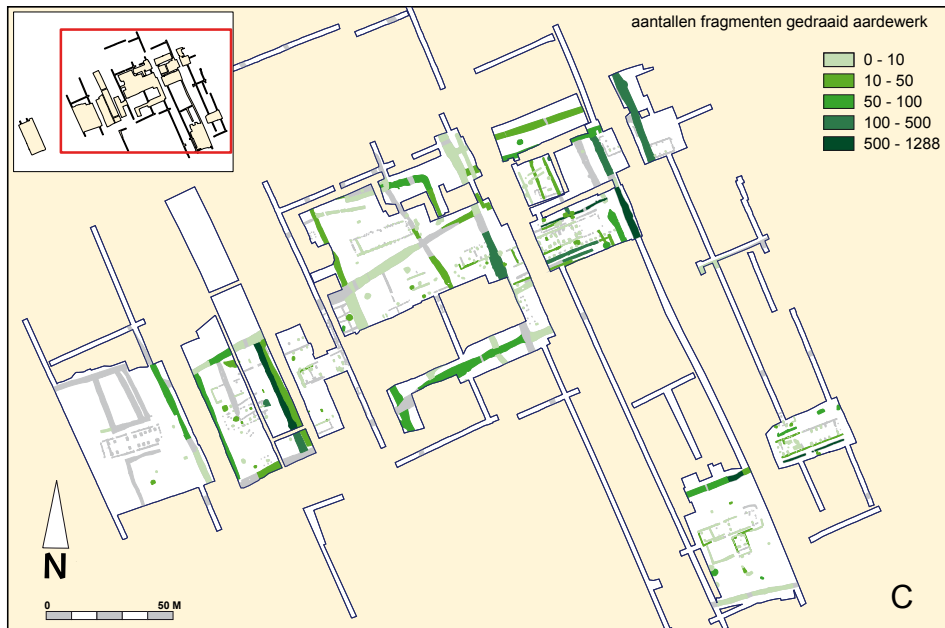 aantallen fragmenten gedraaid aardewerk
0 - 10
10 - 50
50 - 100
100 - 500
500 - 1288
N
0 50 M
C